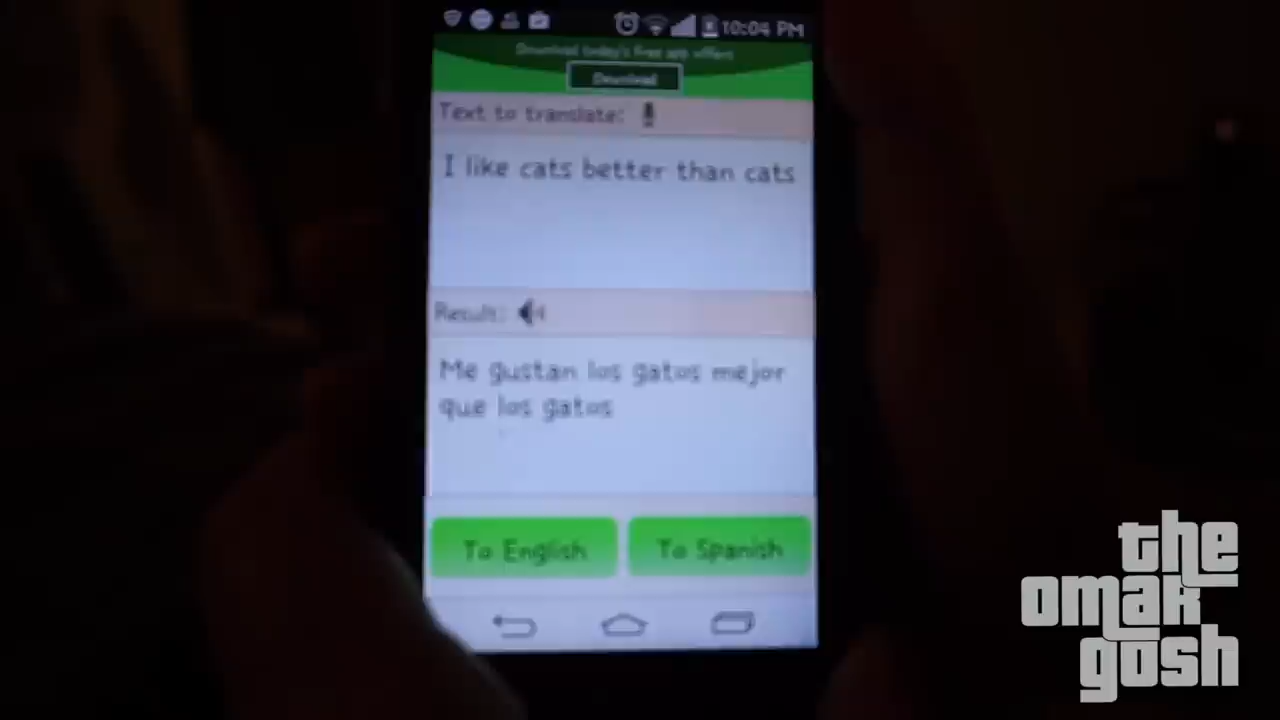 10:04 PM
Download today's free app offers
Download
Text to translate:
I like cats better than cats
Result:
Me gustan los gatos mejor
que los gatos
To English
To Spanish
the
omar
gosh